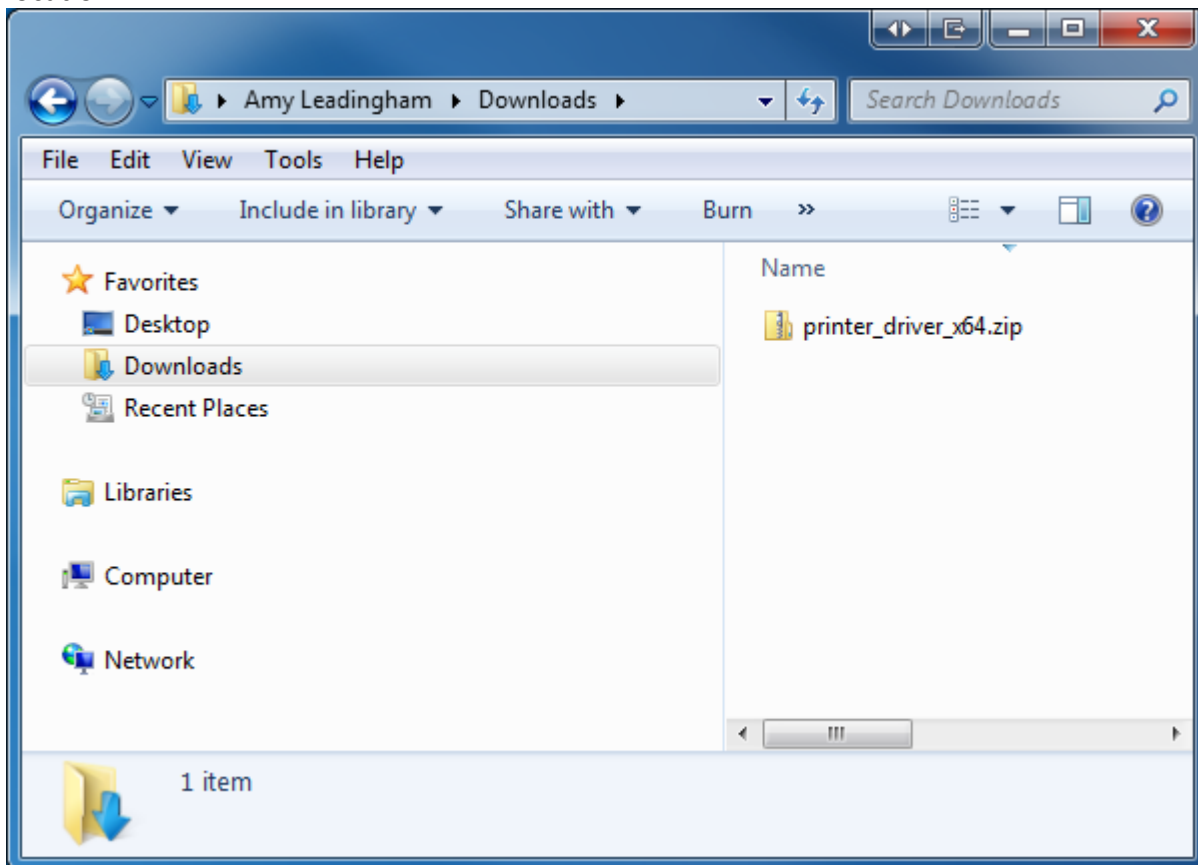 Amy Leadingham Downloads
Search Downloads
File Edit View Tools Help
Organize Include in library Share with Burn »
Favorites
Desktop
Downloads
Recent Places
Libraries
Computer
Network
Name
printer_driver_x64.zip
1 item